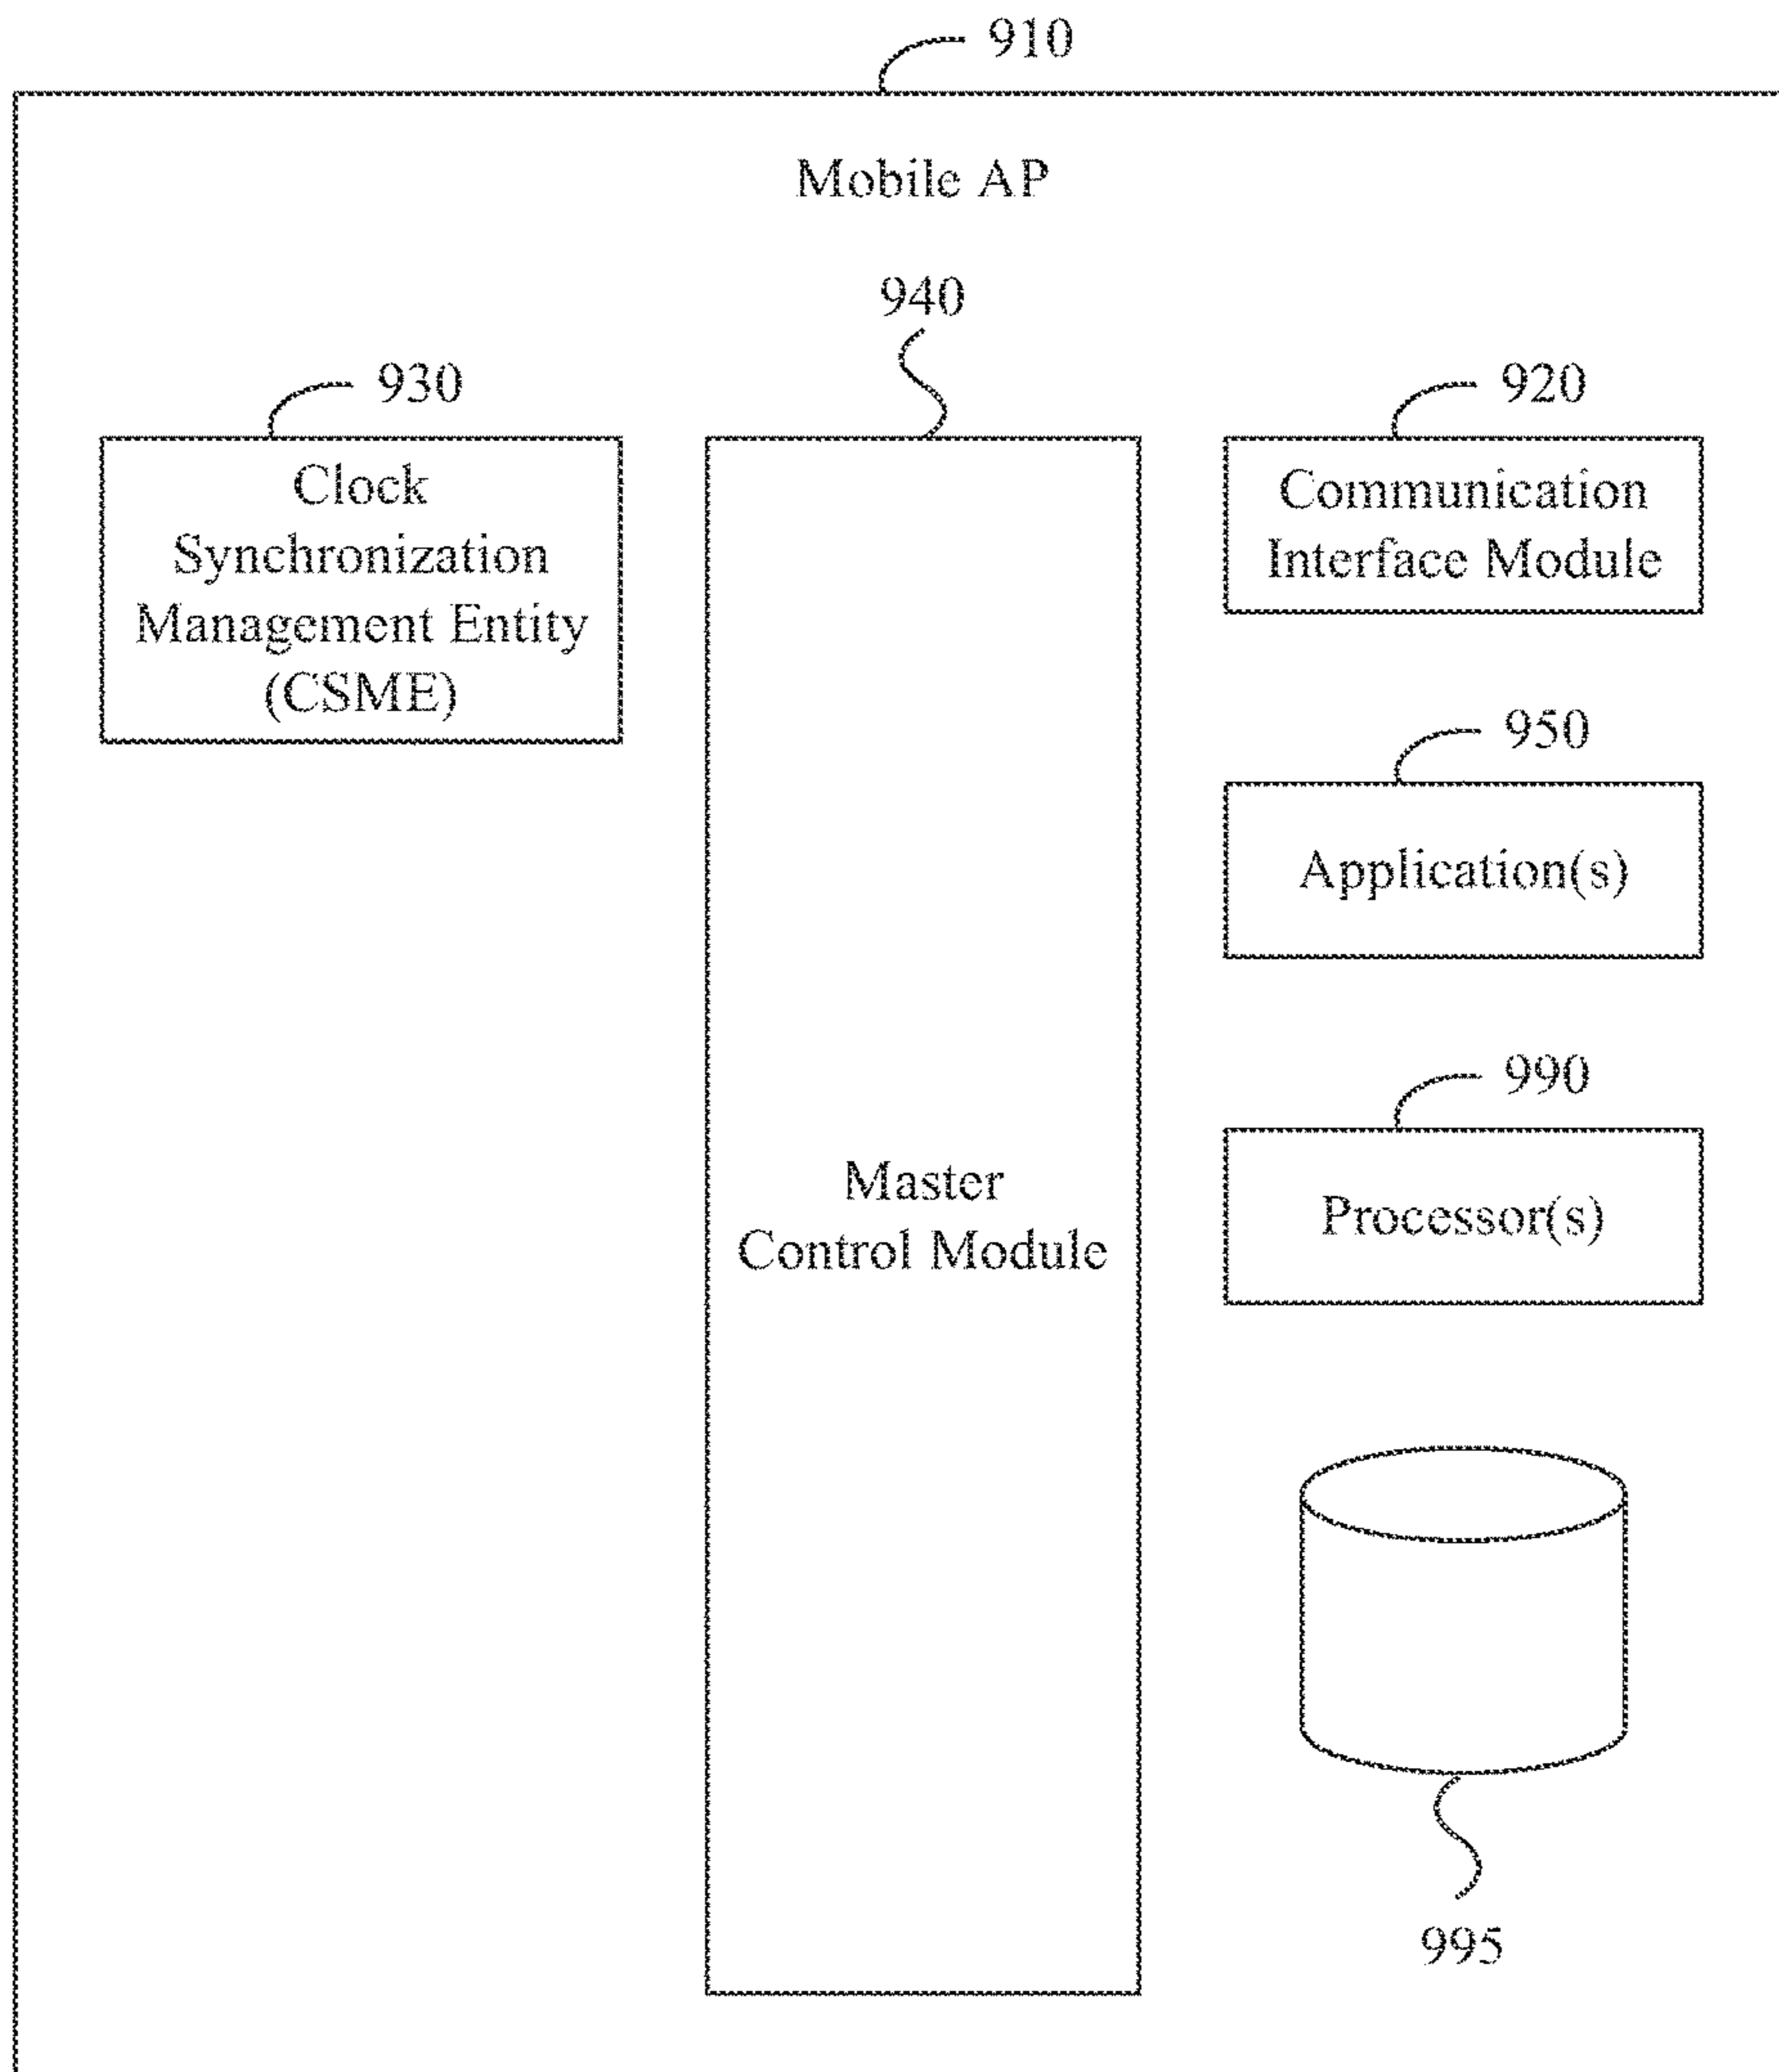 910
Mobile AP
940
930
920
Clock
Synchronization
Management Entity
(CSME)
Communication
Interface Module
950
Application(s)
990
Processor(s)
Master
Control Module
995